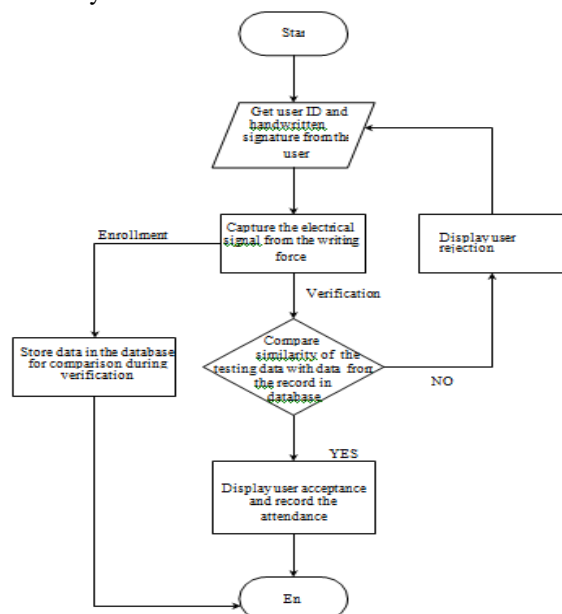 Star
Get user ID and
handwritten
signature from the
user
Capture the electrical
signal from the writing
force
Enrollment
Verification
Display user
rejection
Store data in the database
for comparison during
verification
Compare
similarity of the
testing data with data from
the record in
database
NO
YES
Display user acceptance
and record the
attendance
En